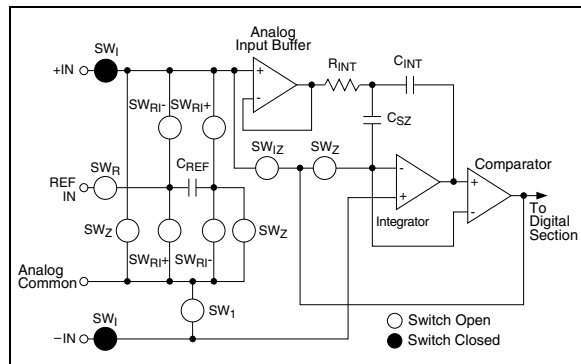 Analog
Input Buffer
SW_I
+IN
R_INT
C_INT
SW_RI- SW_RI+
C_SZ
SW_IZ SW_Z
SW_R
C_REF
REF
IN
Comparator
Integrator
To
Digital
Section
SW_Z
SW_RI+ SW_RI-
SW_Z
Analog
Common
SW_1
SW_I
-IN
Switch Open
Switch Closed
- + - + + -